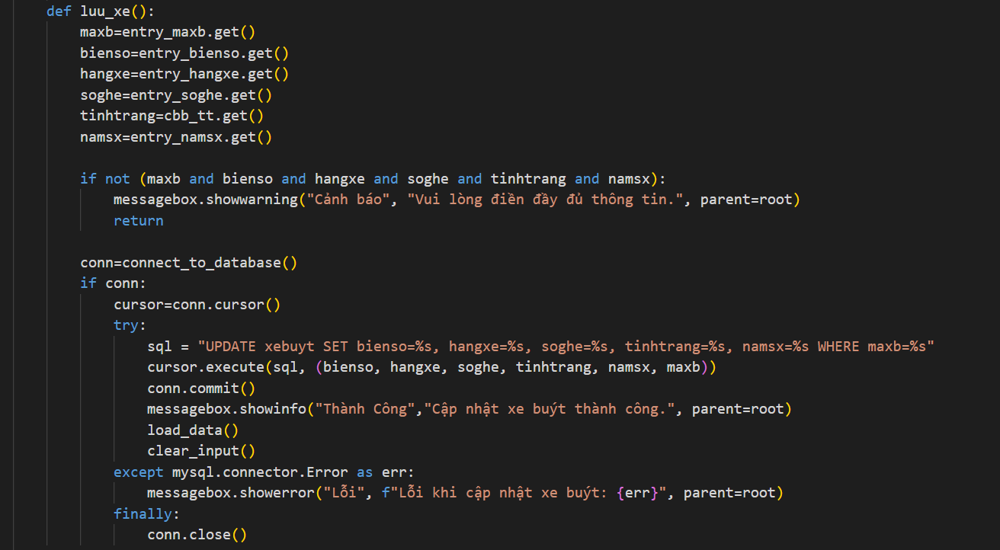 def luu_xe():
    maxb=entry_maxb.get()
    bienso=entry_bienso.get()
    hangxe=entry_hangxe.get()
    soghe=entry_soghe.get()
    tinhtrang=cbb_tt.get()
    namsx=entry_namsx.get()

    if not (maxb and bienso and hangxe and soghe and tinhtrang and namsx):
        messagebox.showwarning("Cảnh báo", "Vui lòng điền đầy đủ thông tin.", parent=root)
        return

    conn=connect_to_database()
    if conn:
        cursor=conn.cursor()
        try:
            sql = "UPDATE xebuyt SET bienso=%s, hangxe=%s, soghe=%s, tinhtrang=%s, namsx=%s WHERE maxb=%s"
            cursor.execute(sql, (bienso, hangxe, soghe, tinhtrang, namsx, maxb))
            conn.commit()
            messagebox.showinfo("Thành Công","Cập nhật xe buýt thành công.", parent=root)
            load_data()
            clear_input()
        except mysql.connector.Error as err:
            messagebox.showerror("Lỗi", f"Lỗi khi cập nhật xe buýt: {err}", parent=root)
        finally:
            conn.close()